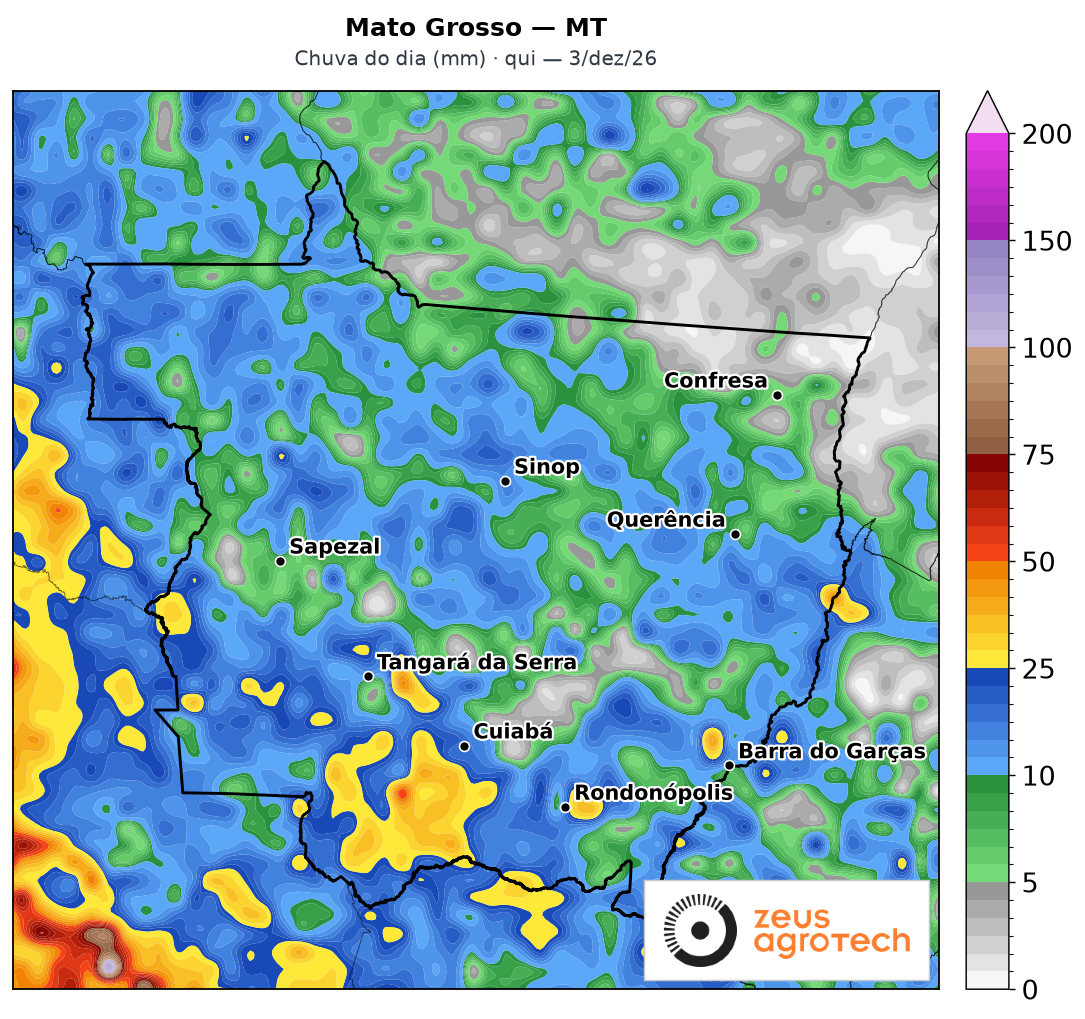 Mato Grosso — MT
Chuva do dia (mm) · qui — 3/dez/26
200
150
100
75
50
25
10
5
0
Confresa
Sinop
Querência
Sapezal
Tangará da Serra
Cuiabá
Barra do Garças
Rondonópolis
zeus
agrotech